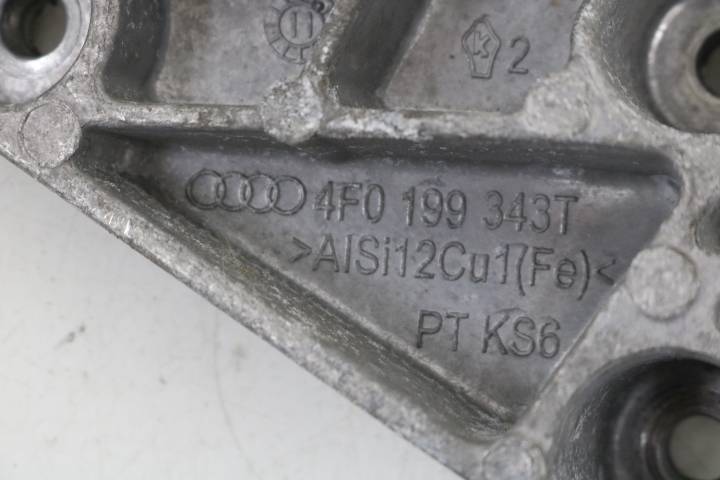 11
K 2
4F0 199 343T
>AlSi12Cu1(Fe)<
PT KS6